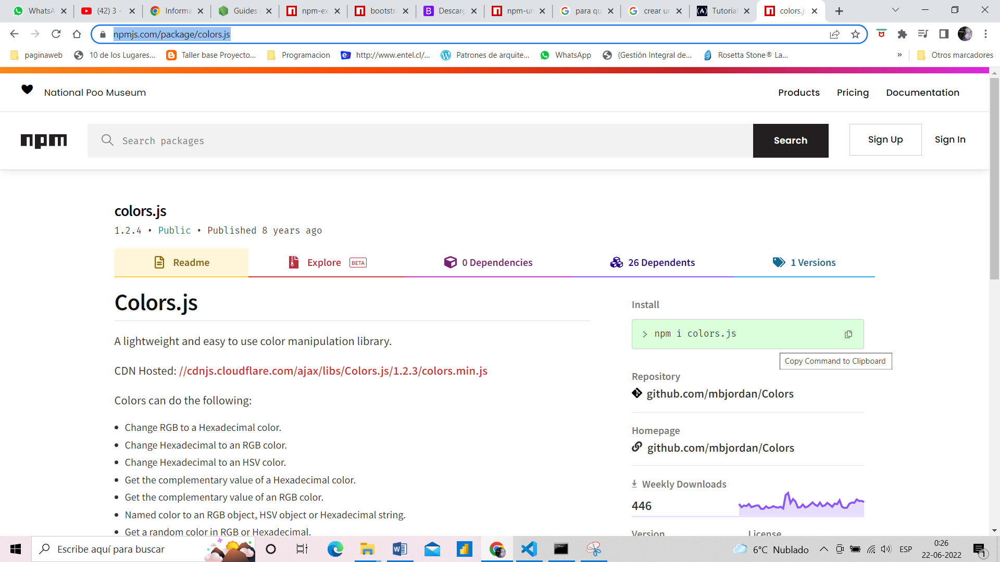 WhatsA
(42) 3 -
Informa
Guides
npm-ex
bootstra
Descarg
npm-un
para qu
crear un
Tutorial
colors.js
npmjs.com/package/colors.js
paginaweb
10 de los Lugares...
Taller base Proyecto...
Programacion
http://www.entel.cl/...
Patrones de arquite...
WhatsApp
(Gestión Integral de...
Rosetta Stone® La...
»
Otros marcadores
National Poo Museum
Products
Pricing
Documentation
npm
Search packages
Search
Sign Up
Sign In
colors.js
1.2.4 • Public • Published 8 years ago
Readme
Explore BETA
0 Dependencies
26 Dependents
1 Versions
Colors.js
A lightweight and easy to use color manipulation library.
CDN Hosted: //cdnjs.cloudflare.com/ajax/libs/Colors.js/1.2.3/colors.min.js
Colors can do the following:
• Change RGB to a Hexadecimal color.
• Change Hexadecimal to an RGB color.
• Change Hexadecimal to an HSV color.
• Get the complementary value of a Hexadecimal color.
• Get the complementary value of an RGB color.
• Named color to an RGB object, HSV object or Hexadecimal string.
• Get a random color in RGB or Hexadecimal.
Install
> npm i colors.js
Copy Command to Clipboard
Repository
github.com/mbjordan/Colors
Homepage
github.com/mbjordan/Colors
Weekly Downloads
446
Version
License
Escribe aquí para buscar
6°C Nublado
ESP
0:26
22-06-2022
1